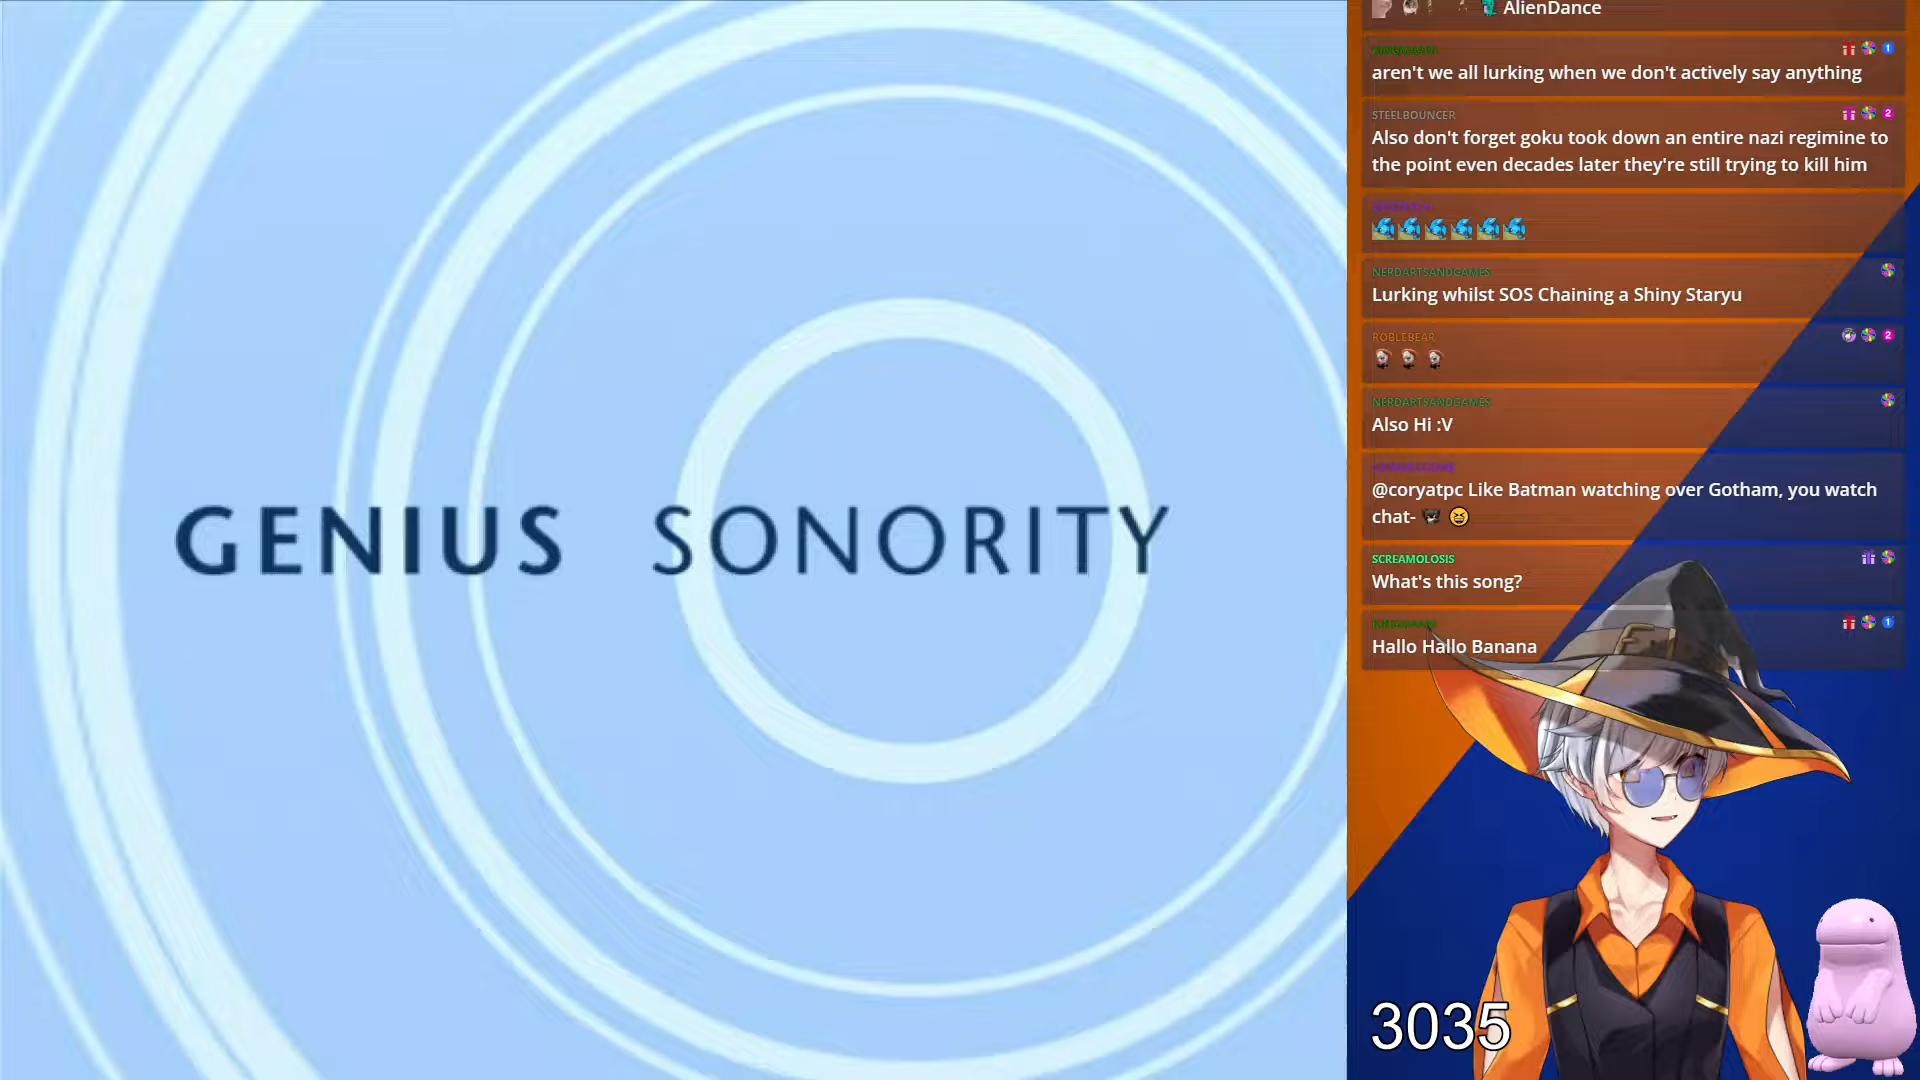 GENIUS SONORITY
AlienDance
aren't we all lurking when we don't actively say anything
STEELBOUNCER
Also don't forget goku took down an entire nazi regimine to
the point even decades later they're still trying to kill him
NERDARTSANDGAMES
Lurking whilst SOS Chaining a Shiny Staryu
ROBLEBEAR
NERDARTSANDGAMES
Also Hi :V
@coryatpc Like Batman watching over Gotham, you watch
chat-
SCREAMOLOSIS
What's this song?
Hallo Hallo Banana
3035